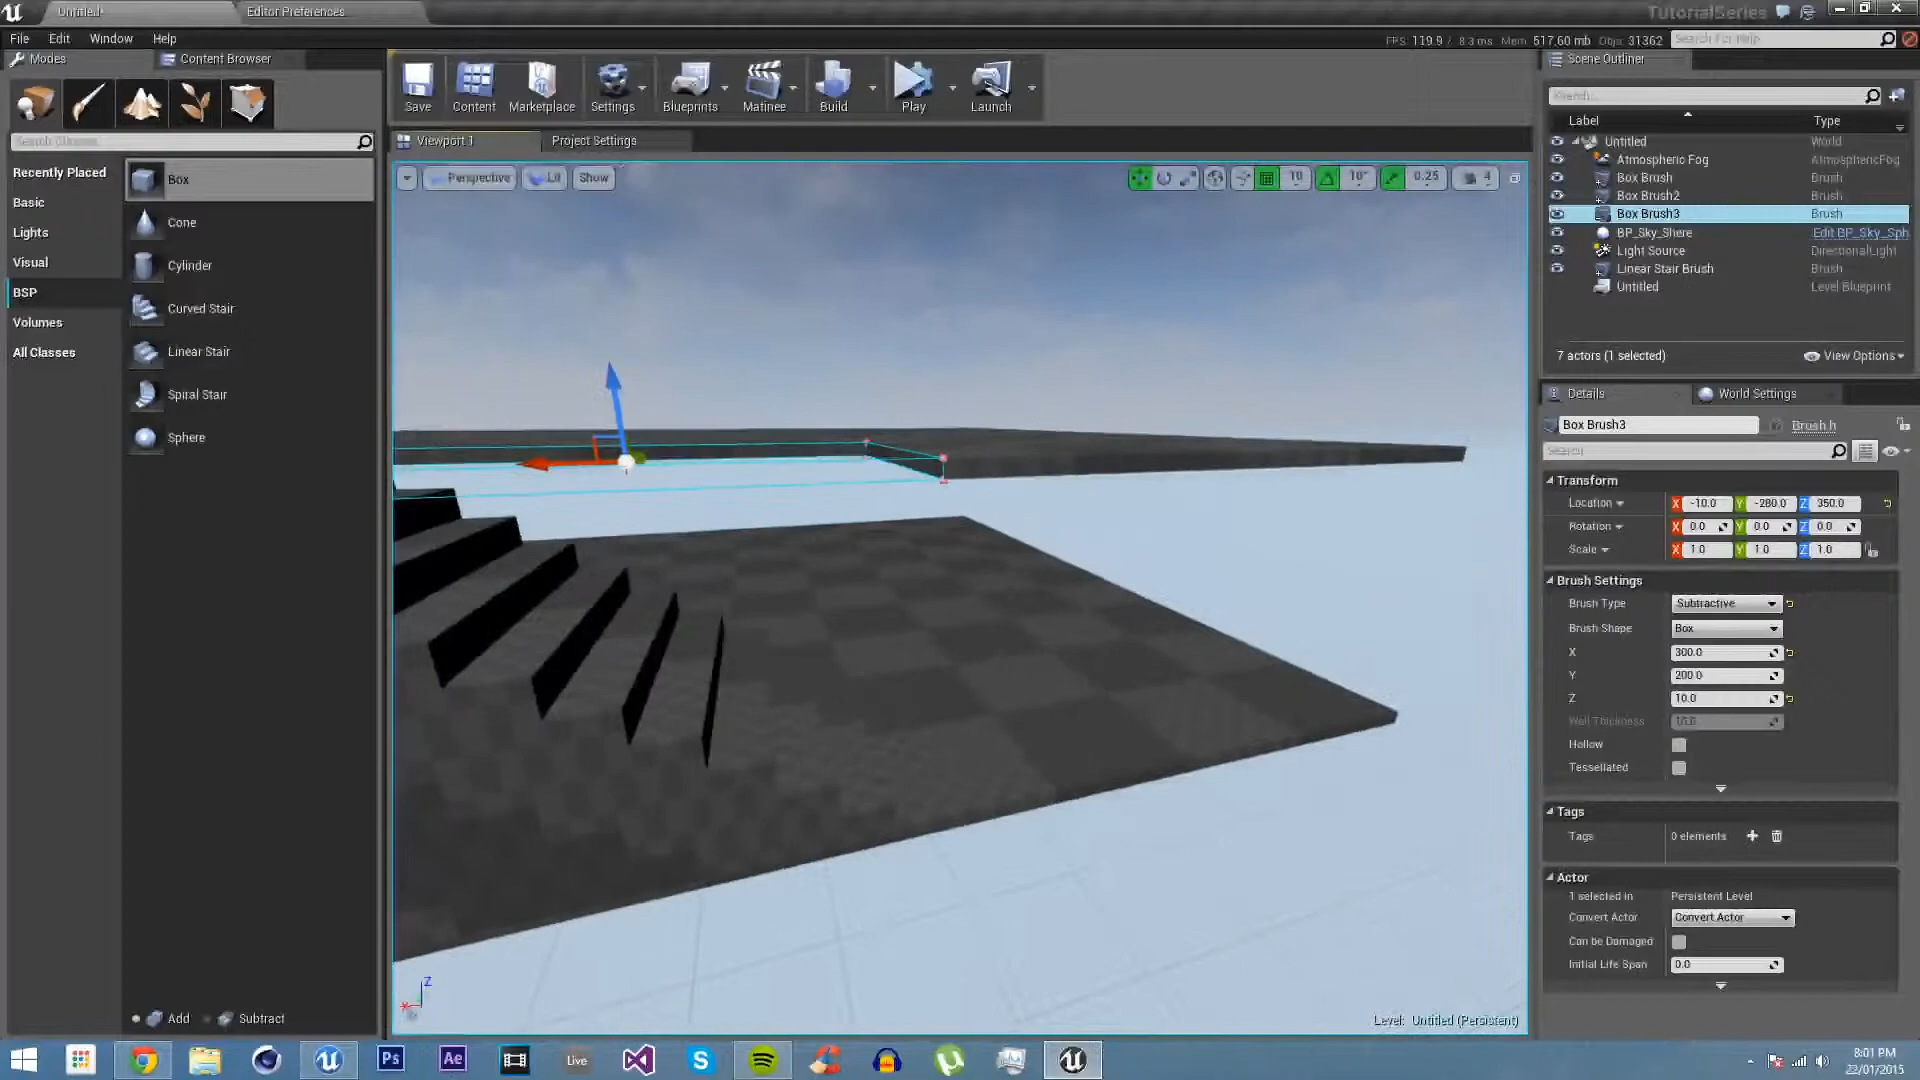 Untitled*
Editor Preferences
TutorialSeries
File Edit Window Help
FPS: 119.9 / 8.3 ms Mem: 517.60 mb Objs: 31,362
Search For Help
Modes
Content Browser
Save
Content
Marketplace
Settings
Blueprints
Matinee
Build
Play
Launch
Search Classes
Recently Placed
Basic
Lights
Visual
BSP
Volumes
All Classes
Box
Cone
Cylinder
Curved Stair
Linear Stair
Spiral Stair
Sphere
Add
Subtract
Viewport 1
Project Settings
Perspective
Lit
Show
10
10°
0.25
4
Z
Level: Untitled (Persistent)
Scene Outliner
Search...
Label Type
Untitled World
Atmospheric Fog AtmosphericFog
Box Brush Brush
Box Brush2 Brush
Box Brush3 Brush
BP_Sky_Shere Edit BP_Sky_Sph
Light Source DirectionalLight
Linear Stair Brush Brush
Untitled Level Blueprint
7 actors (1 selected)
View Options
Details
World Settings
Box Brush3
Brush.h
Search
Transform
Location X -10.0 Y -280.0 Z 350.0
Rotation X 0.0 Y 0.0 Z 0.0
Scale X 1.0 Y 1.0 Z 1.0
Brush Settings
Brush Type Subtractive
Brush Shape Box
X 300.0
Y 200.0
Z 10.0
Wall Thickness 10.0
Hollow
Tessellated
Tags
Tags 0 elements
Actor
1 selected in Persistent Level
Convert Actor Convert Actor
Can be Damaged
Initial Life Span 0.0
Ps
Ae
Live
8:01 PM
22/01/2015